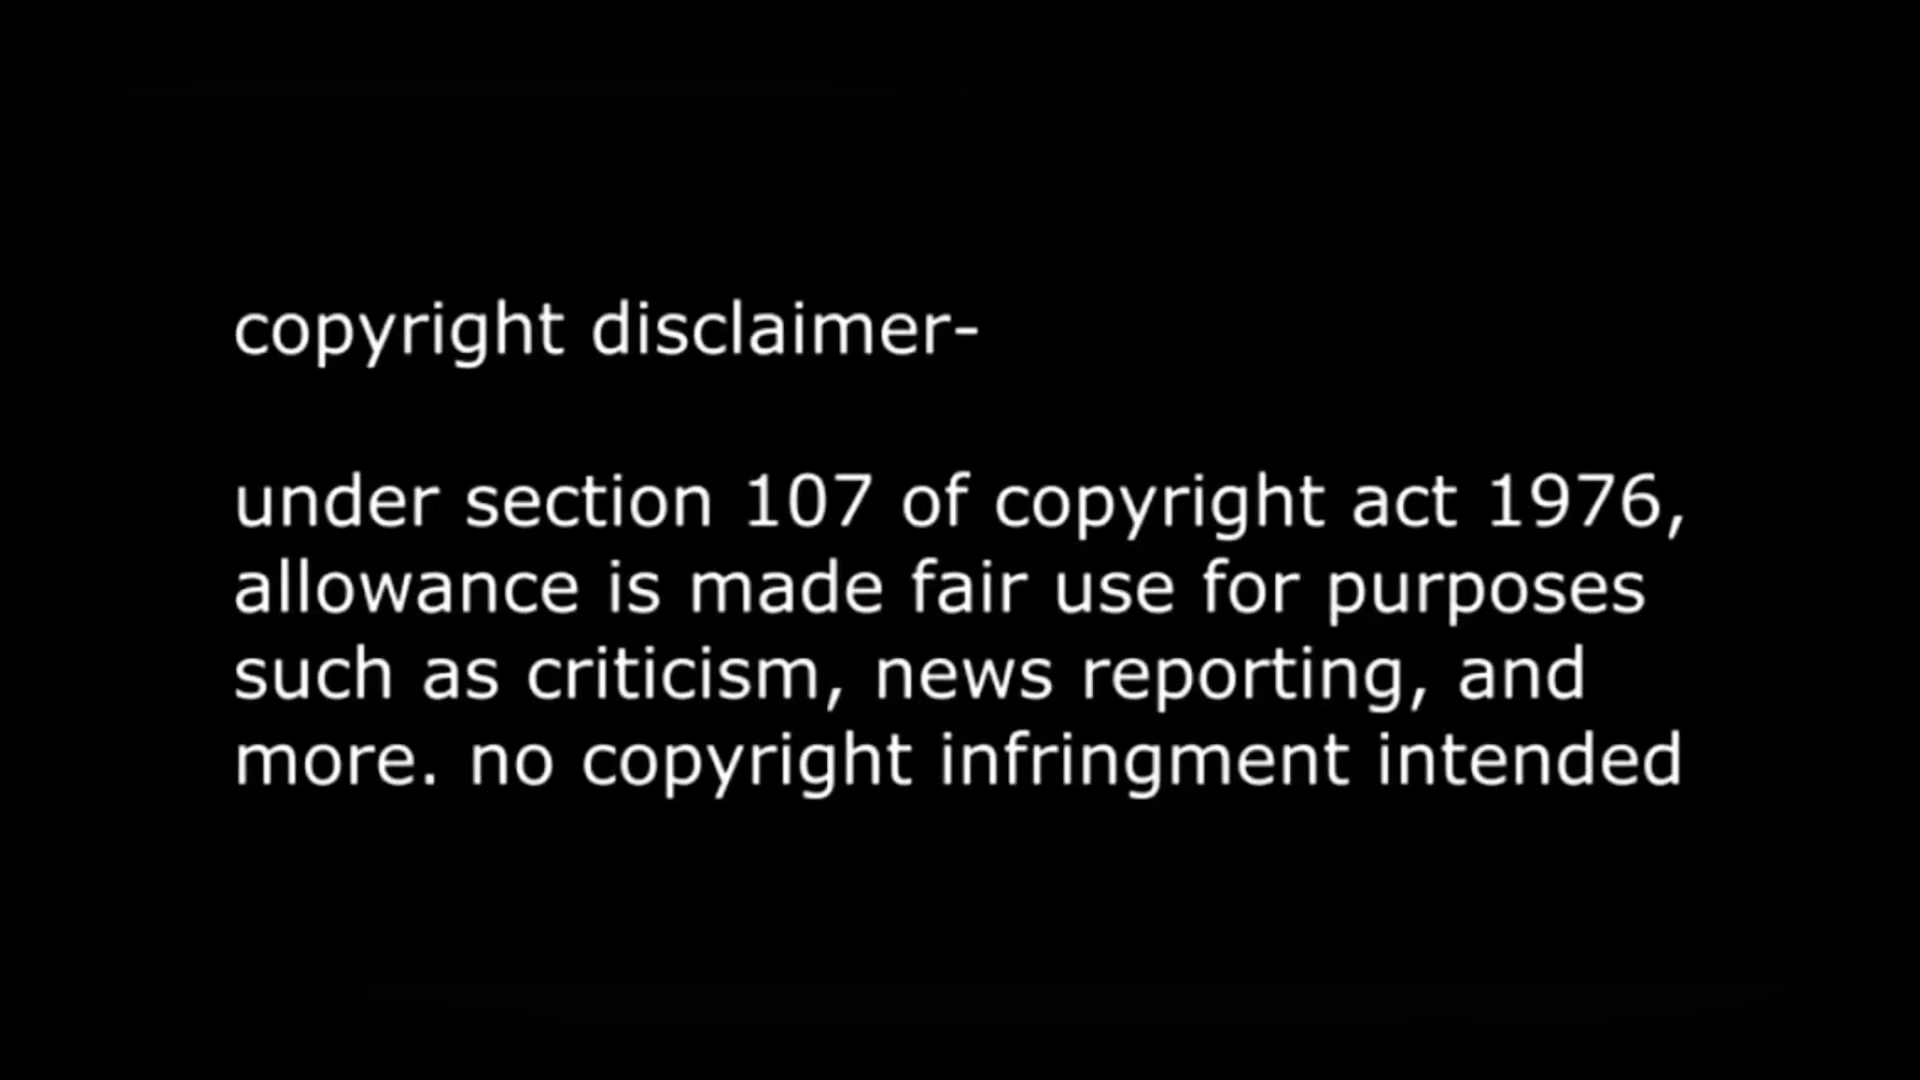 copyright disclaimer-
under section 107 of copyright act 1976,
allowance is made fair use for purposes
such as criticism, news reporting, and
more. no copyright infringment intended